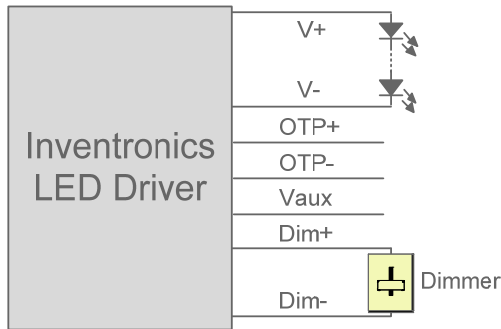 V+
V-
OTP+
Inventronics
LED Driver
OTP-
Vaux
Dim+
Dimmer
Dim-